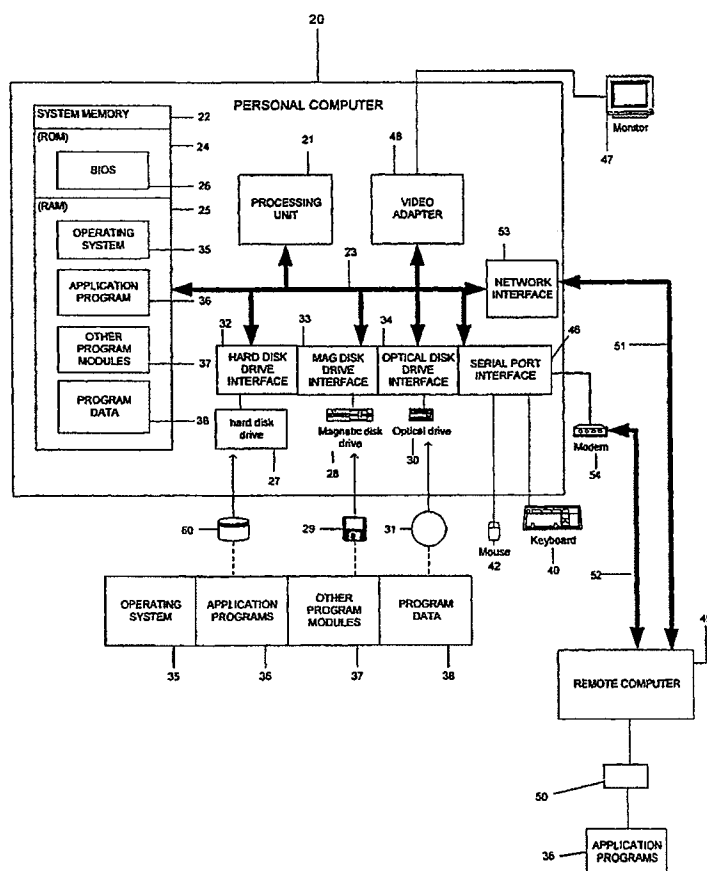 20
PERSONAL COMPUTER
SYSTEM MEMORY
22
(ROM)
24
BIOS
26
(RAM)
25
OPERATING
SYSTEM
35
APPLICATION
PROGRAM
36
OTHER
PROGRAM
MODULES
37
PROGRAM
DATA
38
21
PROCESSING
UNIT
48
VIDEO
ADAPTER
Monitor
47
53
NETWORK
INTERFACE
23
51
32
HARD DISK
DRIVE
INTERFACE
33
MAG DISK
DRIVE
INTERFACE
34
OPTICAL DISK
DRIVE
INTERFACE
46
SERIAL PORT
INTERFACE
hard disk
drive
27
Magnetic disk
drive
28
Optical drive
30
Modem
54
60
29
31
Mouse
42
Keyboard
40
52
OPERATING
SYSTEM
35
APPLICATION
PROGRAMS
36
OTHER
PROGRAM
MODULES
37
PROGRAM
DATA
38
REMOTE COMPUTER
50
APPLICATION
PROGRAMS
36